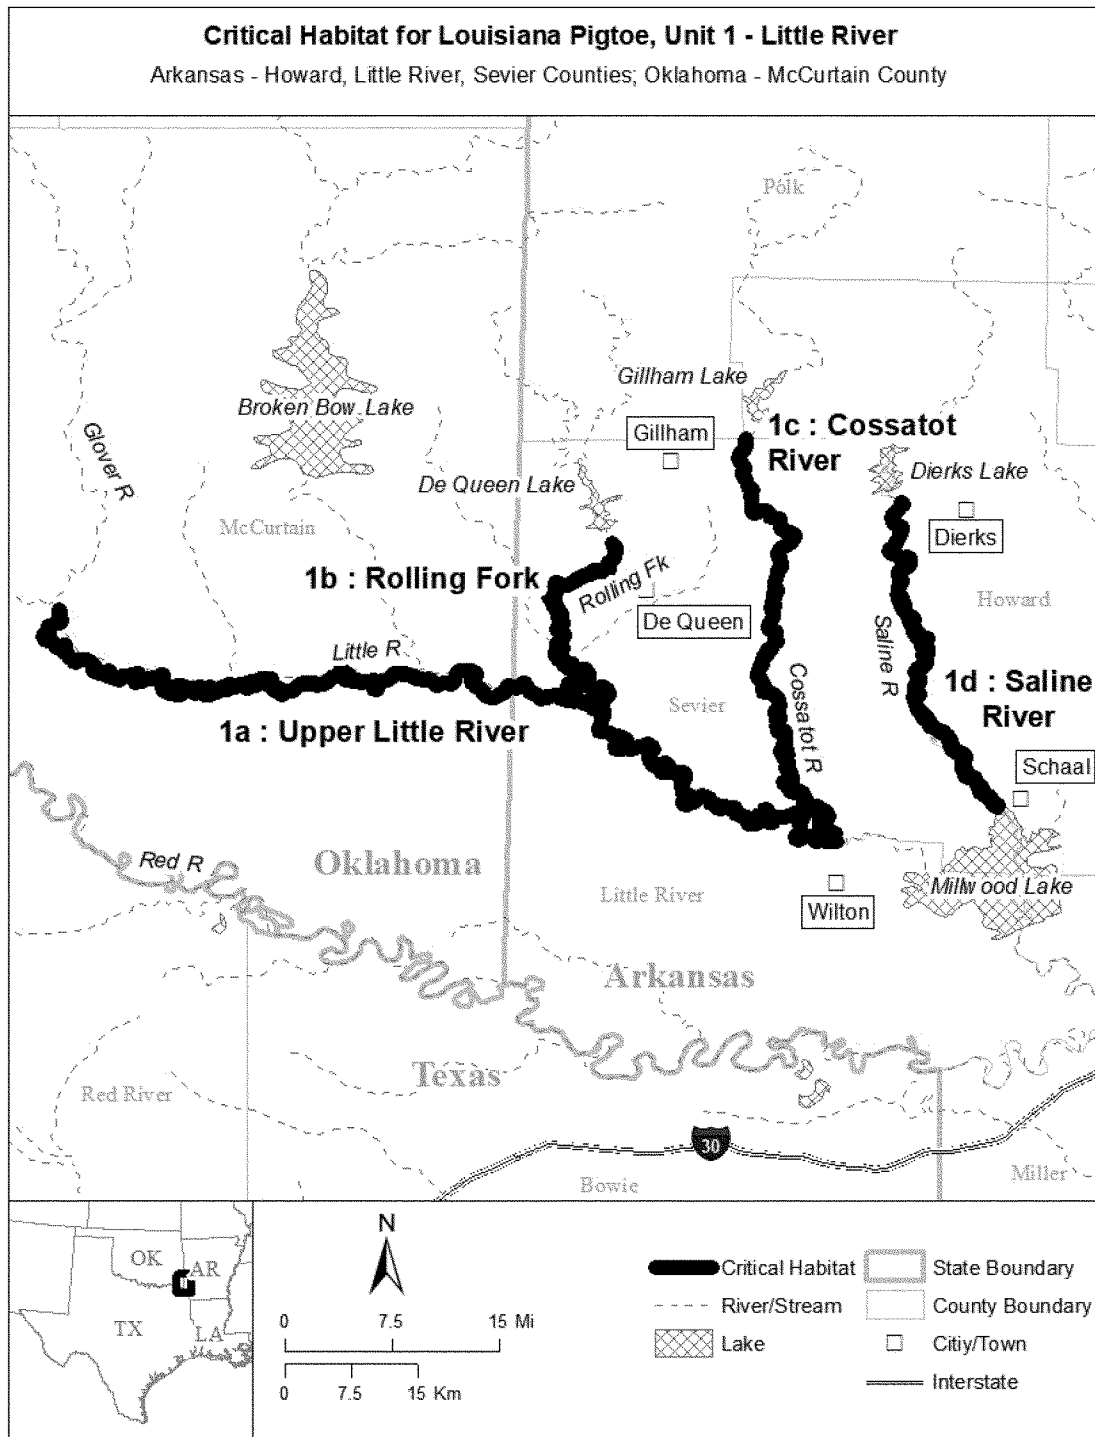 Critical Habitat for Louisiana Pigtoe, Unit 1 - Little River
Arkansas - Howard, Little River, Sevier Counties; Oklahoma - McCurtain County
Polk
Gillham Lake
Broken Bow Lake
1c : Cossatot
River
Gillham
Glover R
De Queen Lake
Dierks Lake
McCurtain
Dierks
1b : Rolling Fork
Rolling Fk
Howard
De Queen
Saline R
Little R
Cossatot R
1d : Saline
River
Sevier
1a : Upper Little River
Schaal
Red R
Oklahoma
Little River
Millwood Lake
Wilton
Arkansas
Texas
Red River
30
Bowie
Miller
OK
AR
TX
LA
N
0 7.5 15 Mi
0 7.5 15 Km
Critical Habitat
River/Stream
Lake
State Boundary
County Boundary
Citiy/Town
Interstate